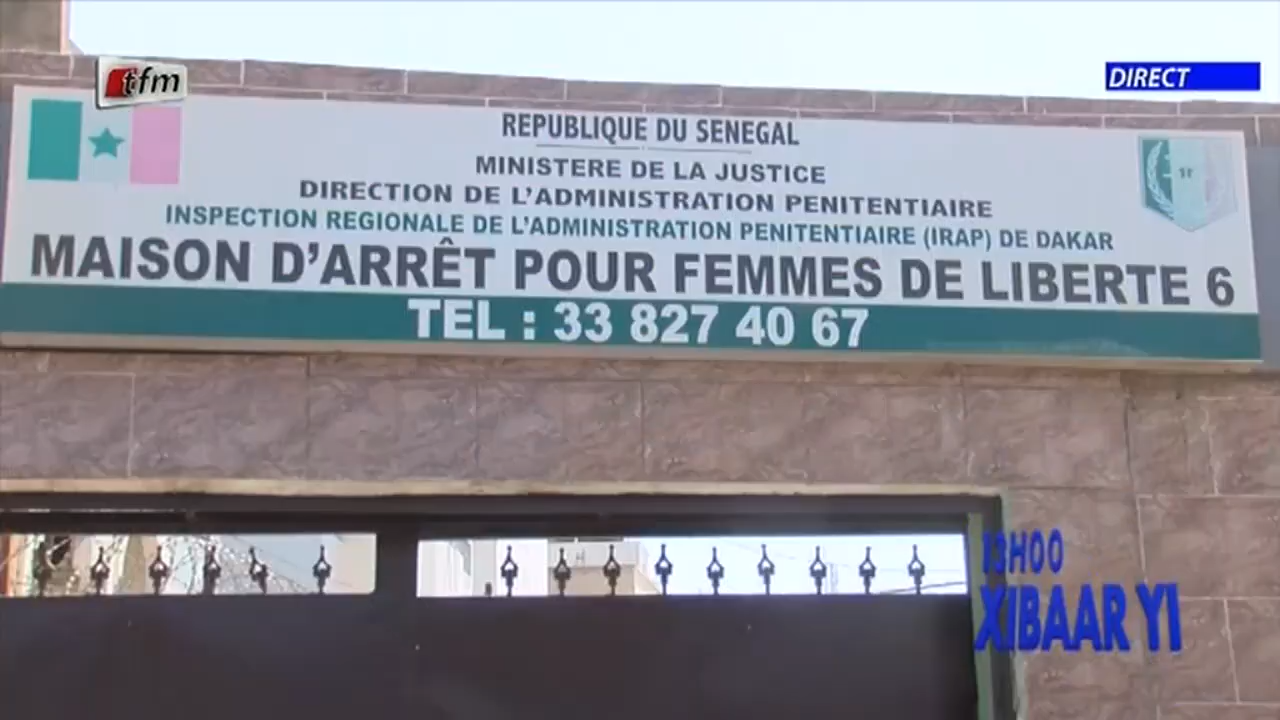 tfm
DIRECT
REPUBLIQUE DU SENEGAL
MINISTERE DE LA JUSTICE
DIRECTION DE L'ADMINISTRATION PENITENTIAIRE
INSPECTION REGIONALE DE L'ADMINISTRATION PENITENTIAIRE (IRAP) DE DAKAR
MAISON D'ARRÊT POUR FEMMES DE LIBERTE 6
TEL : 33 827 40 67
13H00
XIBAAR YI